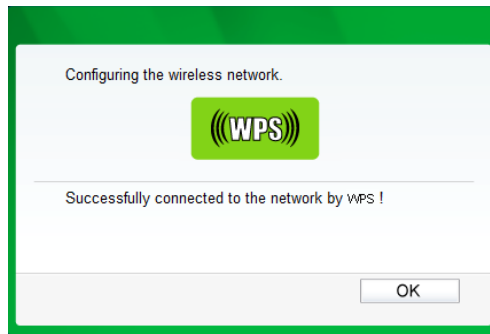 Configuring the wireless network.
(((WPS)))
Successfully connected to the network by WPS !
OK